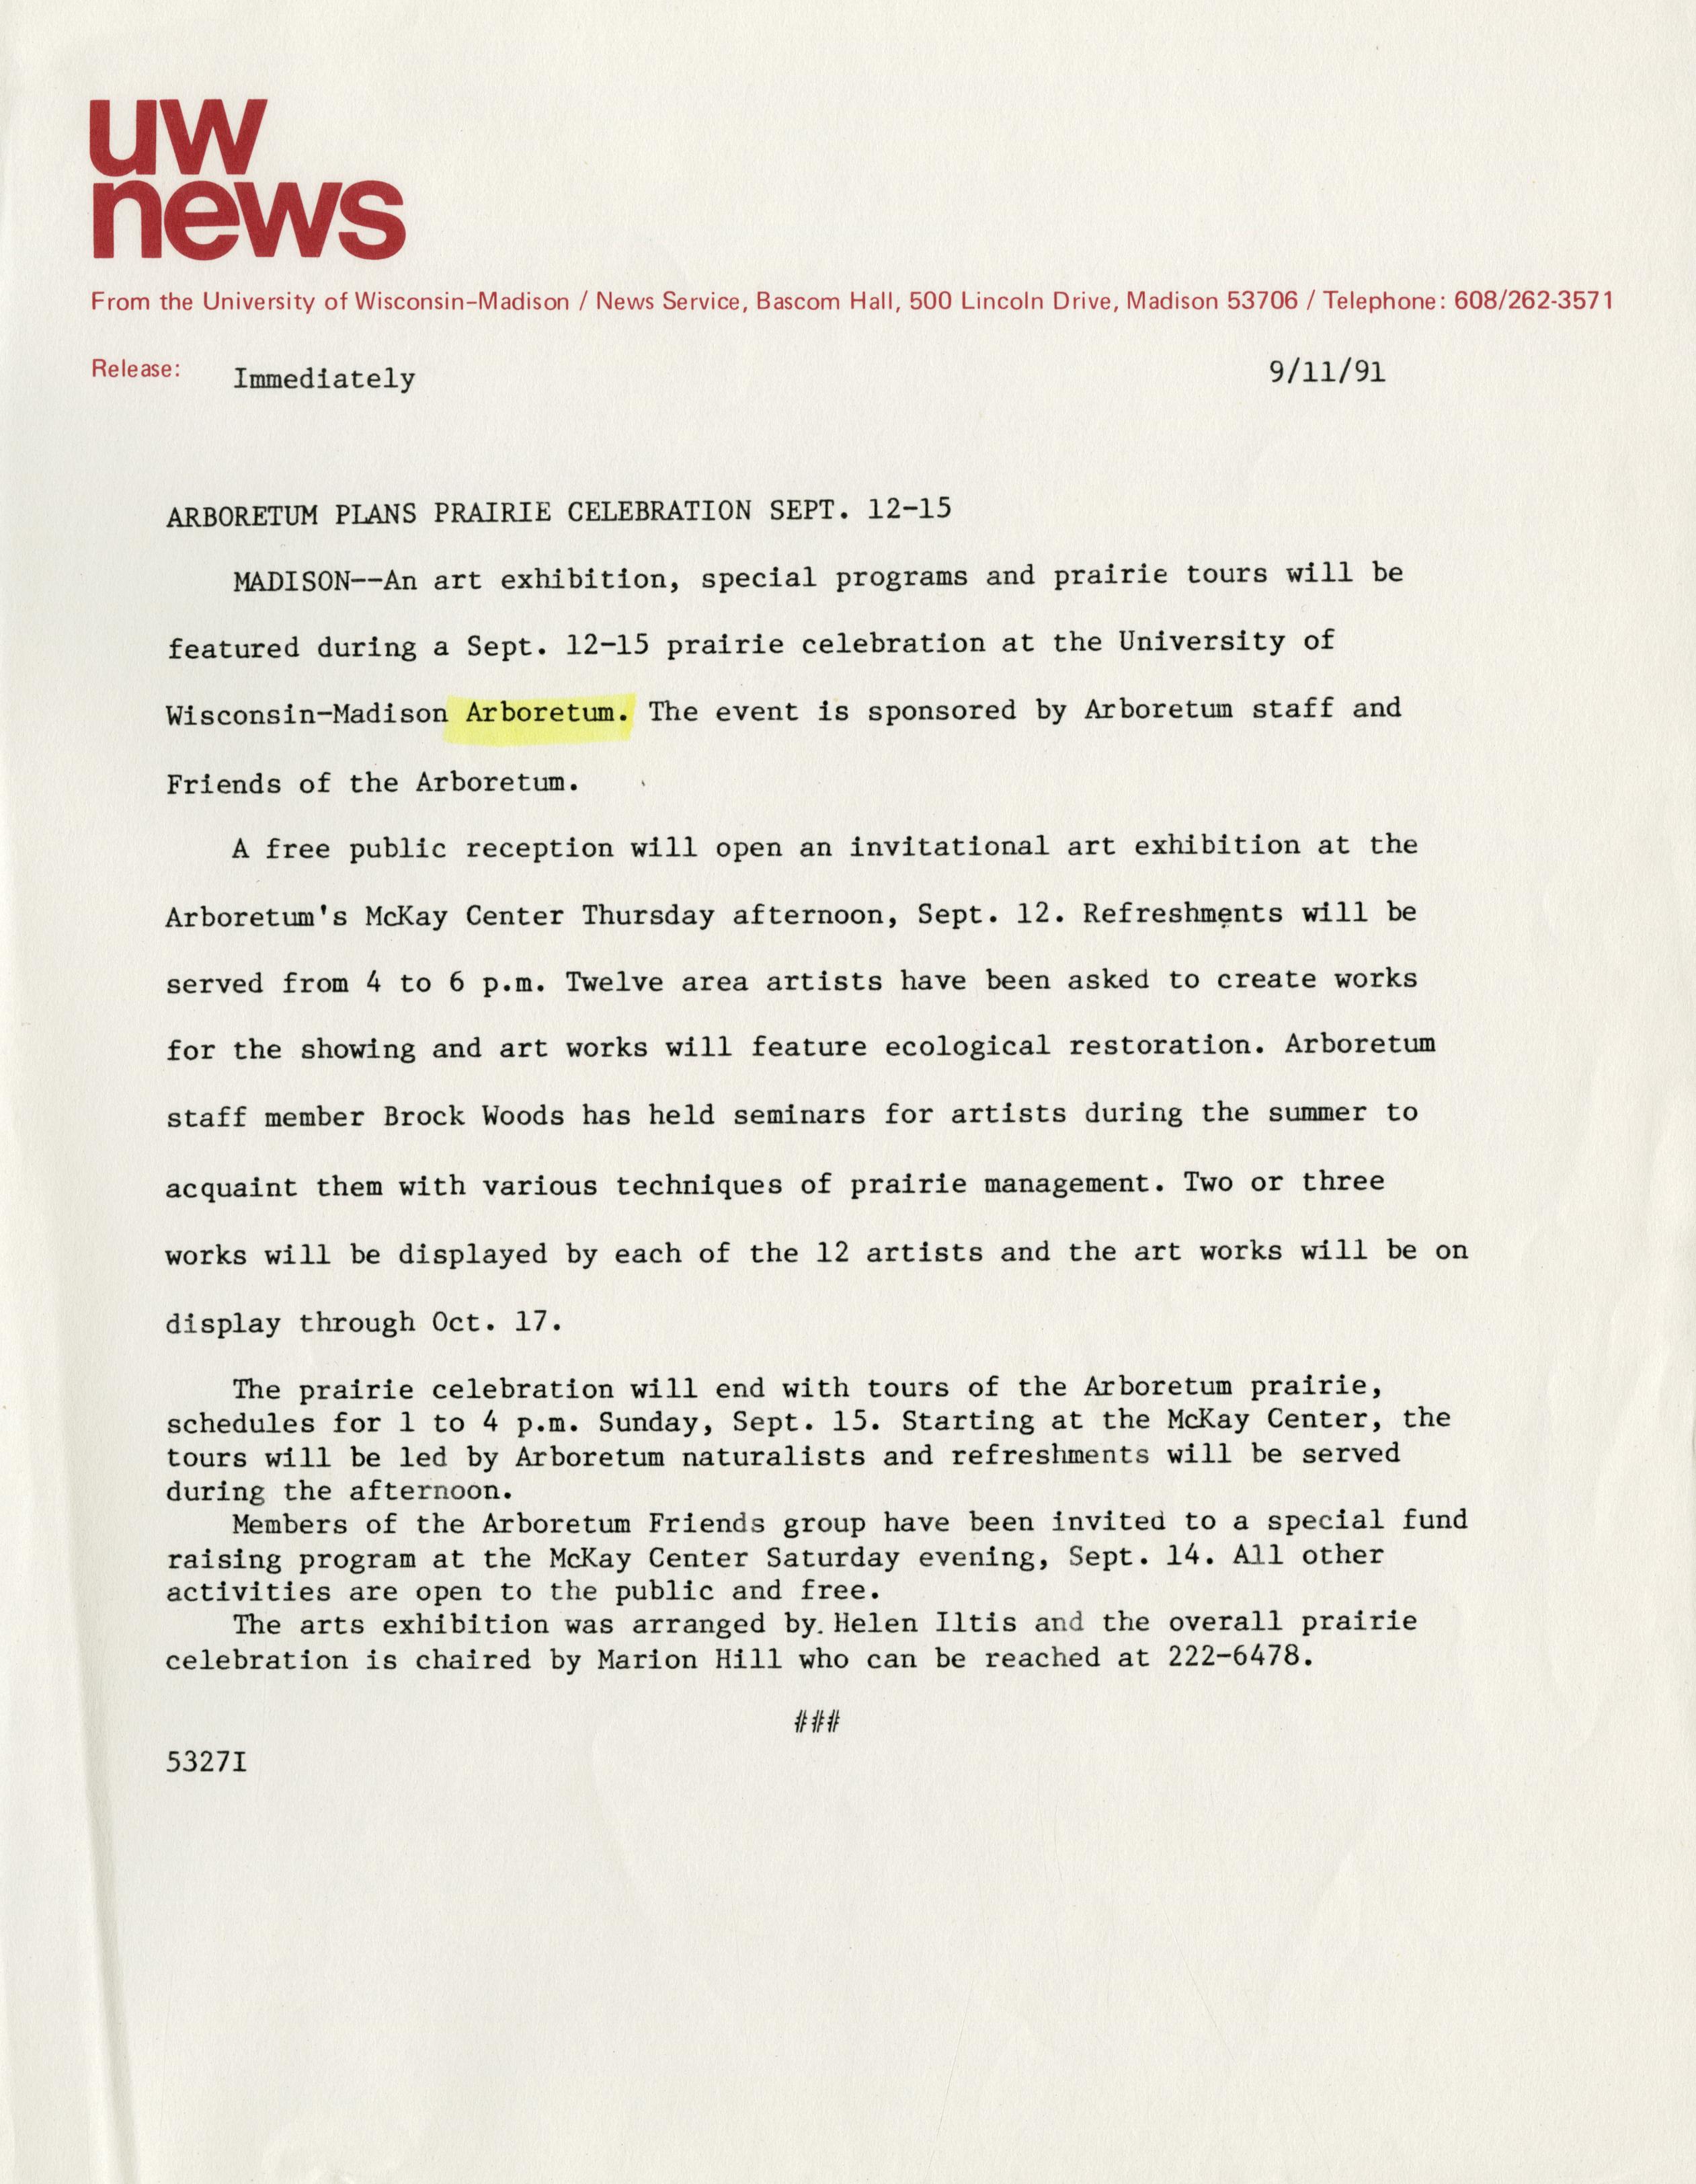 uw
news
From the University of Wisconsin-Madison / News Service, Bascom Hall, 500 Lincoln Drive, Madison 53706 / Telephone: 608/262-3571
Release: Immediately 9/11/91
ARBORETUM PLANS PRAIRIE CELEBRATION SEPT. 12-15
MADISON--An art exhibition, special programs and prairie tours will be
featured during a Sept. 12-15 prairie celebration at the University of
Wisconsin-Madison Arboretum. The event is sponsored by Arboretum staff and
Friends of the Arboretum.
A free public reception will open an invitational art exhibition at the
Arboretum's McKay Center Thursday afternoon, Sept. 12. Refreshments will be
served from 4 to 6 p.m. Twelve area artists have been asked to create works
for the showing and art works will feature ecological restoration. Arboretum
staff member Brock Woods has held seminars for artists during the summer to
acquaint them with various techniques of prairie management. Two or three
works will be displayed by each of the 12 artists and the art works will be on
display through Oct. 17.
The prairie celebration will end with tours of the Arboretum prairie,
schedules for 1 to 4 p.m. Sunday, Sept. 15. Starting at the McKay Center, the
tours will be led by Arboretum naturalists and refreshments will be served
during the afternoon.
Members of the Arboretum Friends group have been invited to a special fund
raising program at the McKay Center Saturday evening, Sept. 14. All other
activities are open to the public and free.
The arts exhibition was arranged by. Helen Iltis and the overall prairie
celebration is chaired by Marion Hill who can be reached at 222-6478.
###
5327I